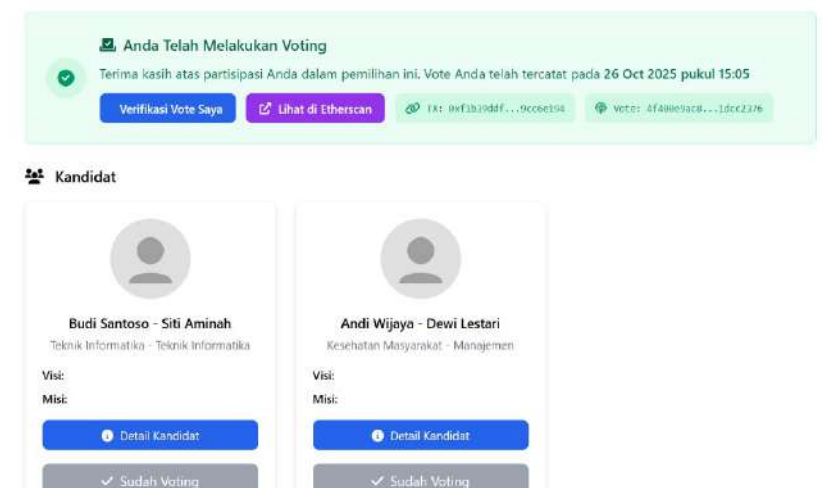 Anda Telah Melakukan Voting
Terima kasih atas partisipasi Anda dalam pemilihan ini. Vote Anda telah tercatat pada 26 Oct 2025 pukul 15:05
Verifikasi Vote Saya Lihat di Etherscan TX: Vote:
Kandidat
Budi Santoso - Siti Aminah
Teknik Informatika - Teknik Informatika
Visi:
Misi:
Detail Kandidat
Sudah Voting
Andi Wijaya - Dewi Lestari
Kesehatan Masyarakat - Manajemen
Visi:
Misi:
Detail Kandidat
Sudah Voting